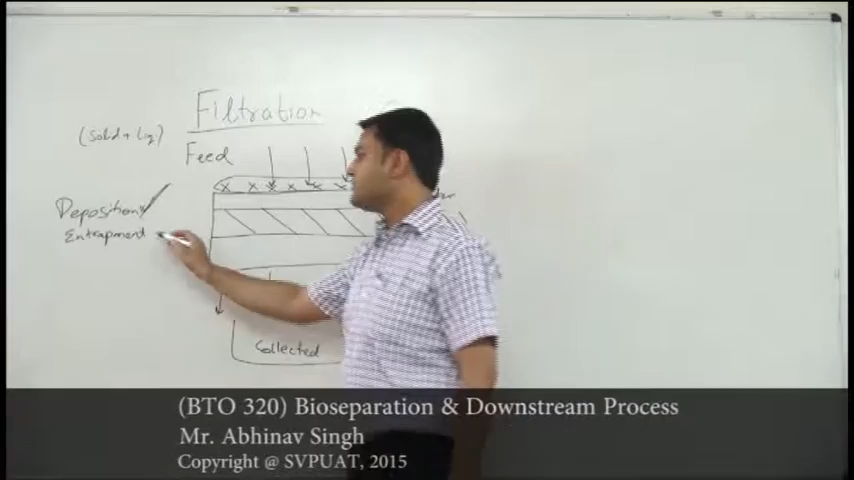 Filtration
(Solid + Liq)
Feed
Deposition
Entrapment
Collected
(BTO 320) Bioseparation & Downstream Process
Mr. Abhinav Singh
Copyright @ SVPUAT, 2015